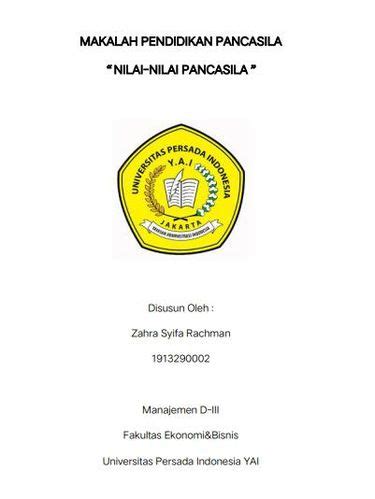 MAKALAH PENDIDIKAN PANCASILA
“ NILAI-NILAI PANCASILA ”
UNIVERSITAS PERSADA INDONESIA
Y.A.I
JAKARTA
Disusun Oleh :
Zahra Syifa Rachman
1913290002
Manajemen D-III
Fakultas Ekonomi&Bisnis
Universitas Persada Indonesia YAI